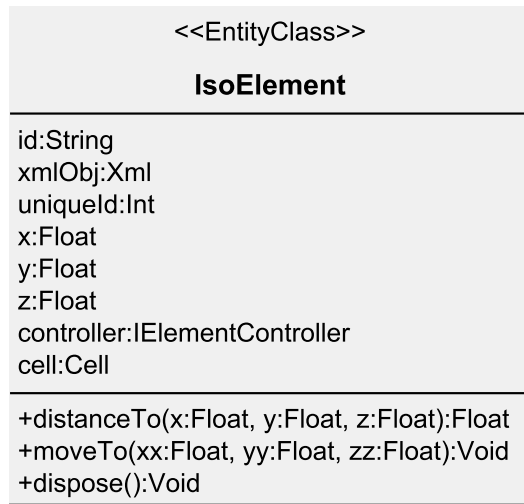 <<EntityClass>>
IsoElement
id:String
xmlObj:Xml
uniqueId:Int
x:Float
y:Float
z:Float
controller:IElementController
cell:Cell
+distanceTo(x:Float, y:Float, z:Float):Float
+moveTo(xx:Float, yy:Float, zz:Float):Void
+dispose():Void